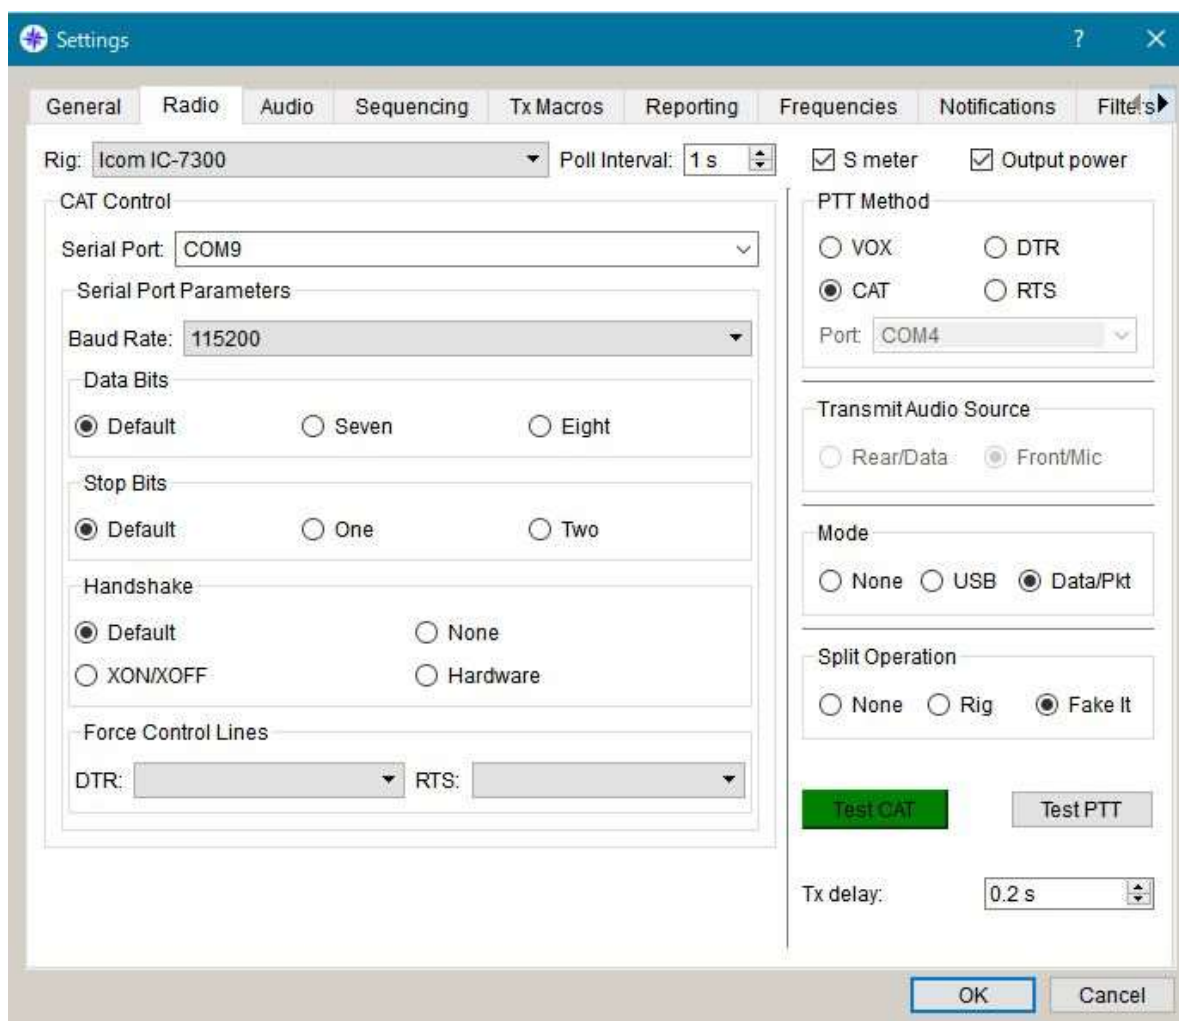 Settings ?
General Radio Audio Sequencing Tx Macros Reporting Frequencies Notifications Filters
Rig: Icom IC-7300 Poll Interval: 1 s S meter Output power
CAT Control
Serial Port: COM9
Serial Port Parameters
Baud Rate: 115200
Data Bits
Default Seven Eight
Stop Bits
Default One Two
Handshake
Default None
XON/XOFF Hardware
Force Control Lines
DTR: RTS:
PTT Method
VOX DTR
CAT RTS
Port: COM4
Transmit Audio Source
Rear/Data Front/Mic
Mode
None USB Data/Pkt
Split Operation
None Rig Fake It
Test CAT Test PTT
Tx delay: 0.2 s
OK Cancel